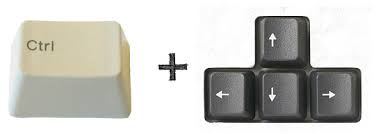 Ctrl
+
↑
← ↓ →